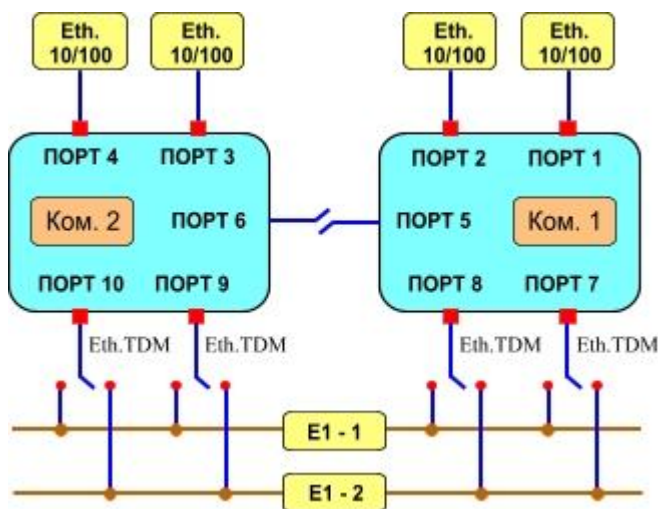 Eth.
10/100
Eth.
10/100
Eth.
10/100
Eth.
10/100
ПОРТ 4
ПОРТ 3
ПОРТ 2
ПОРТ 1
Ком. 2
ПОРТ 6
ПОРТ 5
Ком. 1
ПОРТ 10
ПОРТ 9
ПОРТ 8
ПОРТ 7
Eth.TDM
Eth.TDM
Eth.TDM
Eth.TDM
E1 - 1
E1 - 2